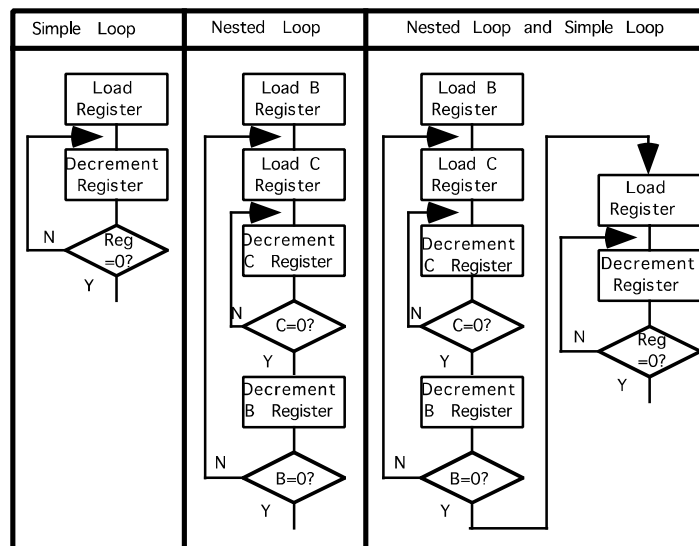 Simple Loop
Load
Register
Decrement
Register
N
Reg
=0?
Y
Nested Loop
Load B
Register
Load C
Register
Decrement
C Register
N
C=0?
Y
Decrement
B Register
N
B=0?
Y
Nested Loop and Simple Loop
Load B
Register
Load C
Register
Decrement
C Register
N
C=0?
Y
Decrement
B Register
N
B=0?
Y
Load
Register
Decrement
Register
N
Reg
=0?
Y